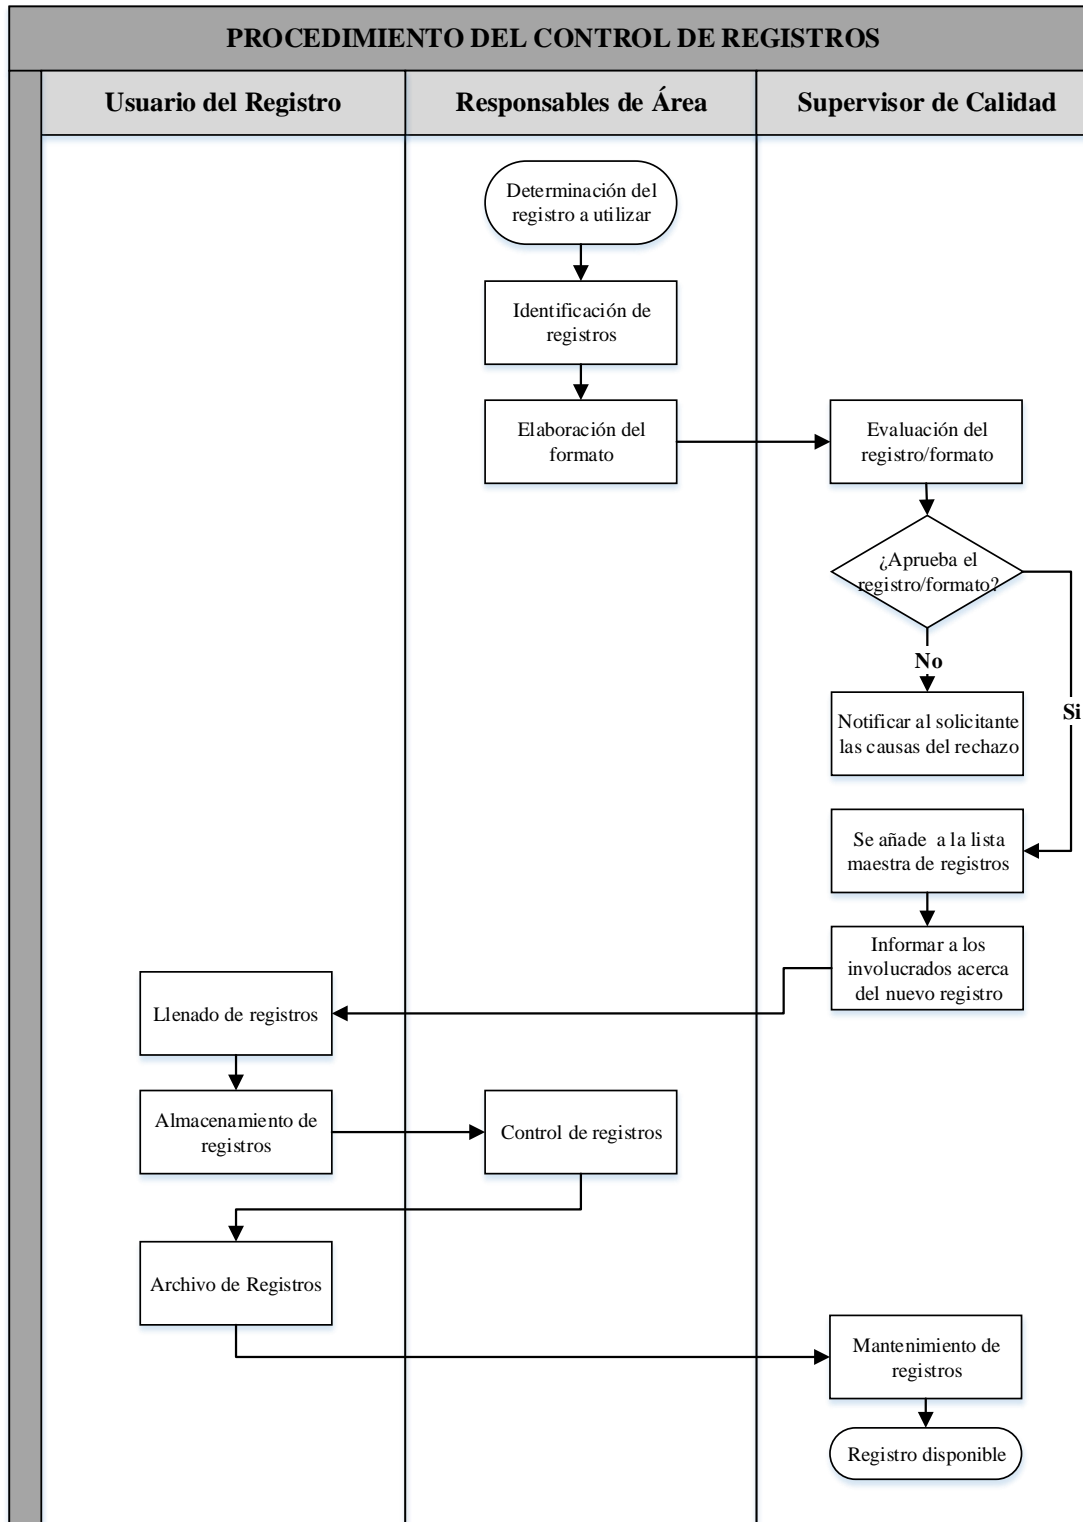 PROCEDIMIENTO DEL CONTROL DE REGISTROS
Usuario del Registro
Responsables de Área
Supervisor de Calidad
Determinación del
registro a utilizar
Identificación de
registros
Elaboración del
formato
Evaluación del
registro/formato
¿Aprueba el
registro/formato?
No
Si
Notificar al solicitante
las causas del rechazo
Se añade a la lista
maestra de registros
Informar a los
involucrados acerca
del nuevo registro
Llenado de registros
Almacenamiento de
registros
Control de registros
Archivo de Registros
Mantenimiento de
registros
Registro disponible